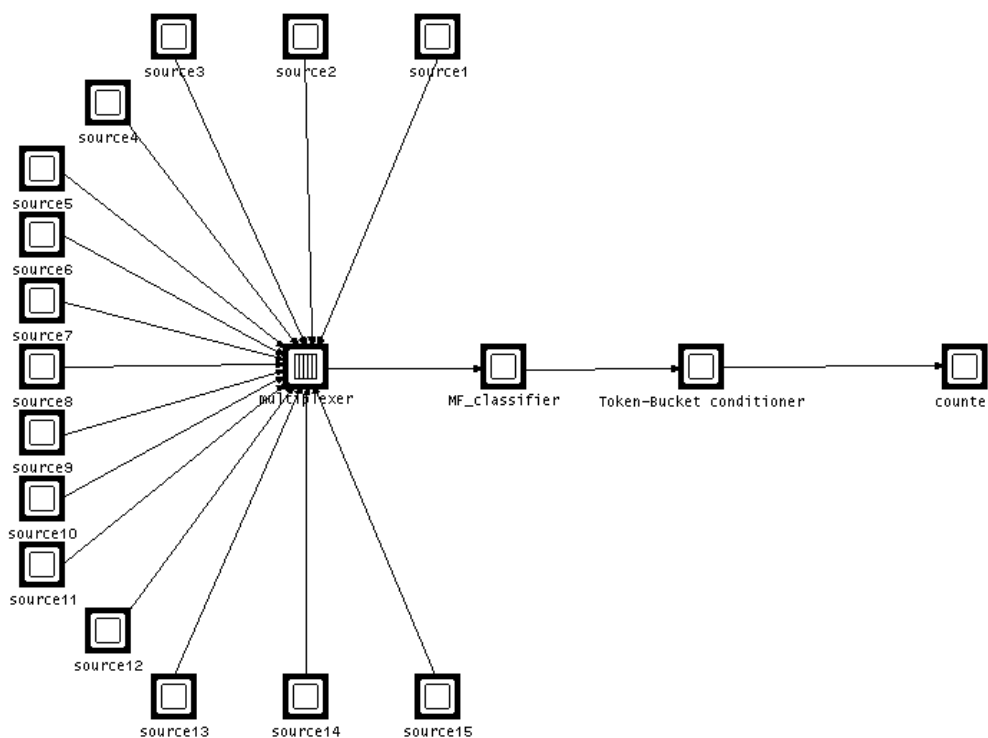 source3
source2
source1
source4
source5
source6
source7
source8
multiplexer
MF_classifier
Token-Bucket conditioner
counte
source9
source10
source11
source12
source13
source14
source15